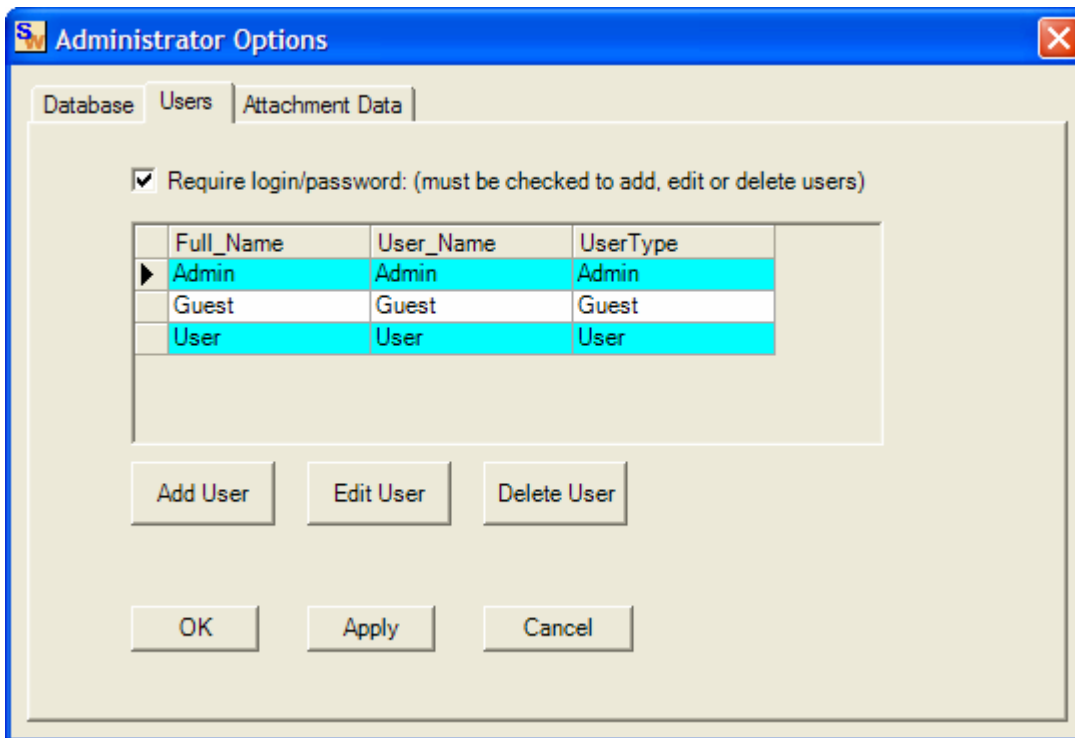 SW Administrator Options
Database Users Attachment Data
Require login/password: (must be checked to add, edit or delete users)
Full_Name User_Name UserType
Admin Admin Admin
Guest Guest Guest
User User User
Add User Edit User Delete User
OK Apply Cancel